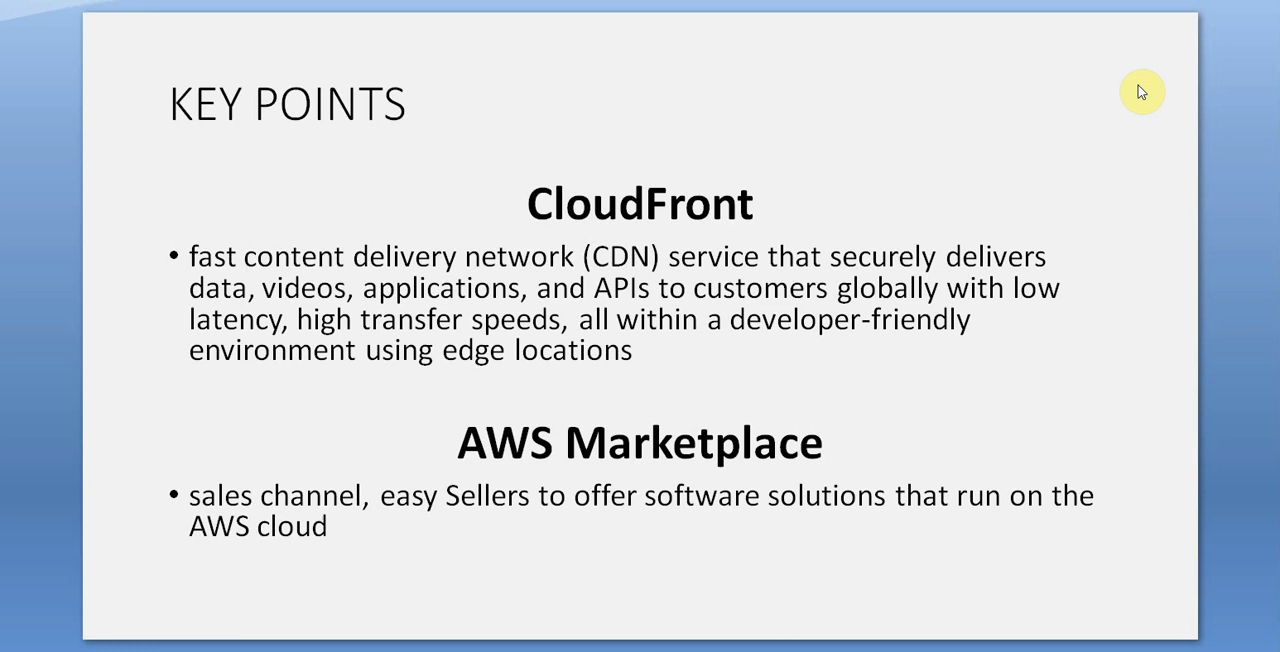 KEY POINTS
CloudFront
• fast content delivery network (CDN) service that securely delivers
data, videos, applications, and APIs to customers globally with low
latency, high transfer speeds, all within a developer-friendly
environment using edge locations
AWS Marketplace
• sales channel, easy Sellers to offer software solutions that run on the
AWS cloud